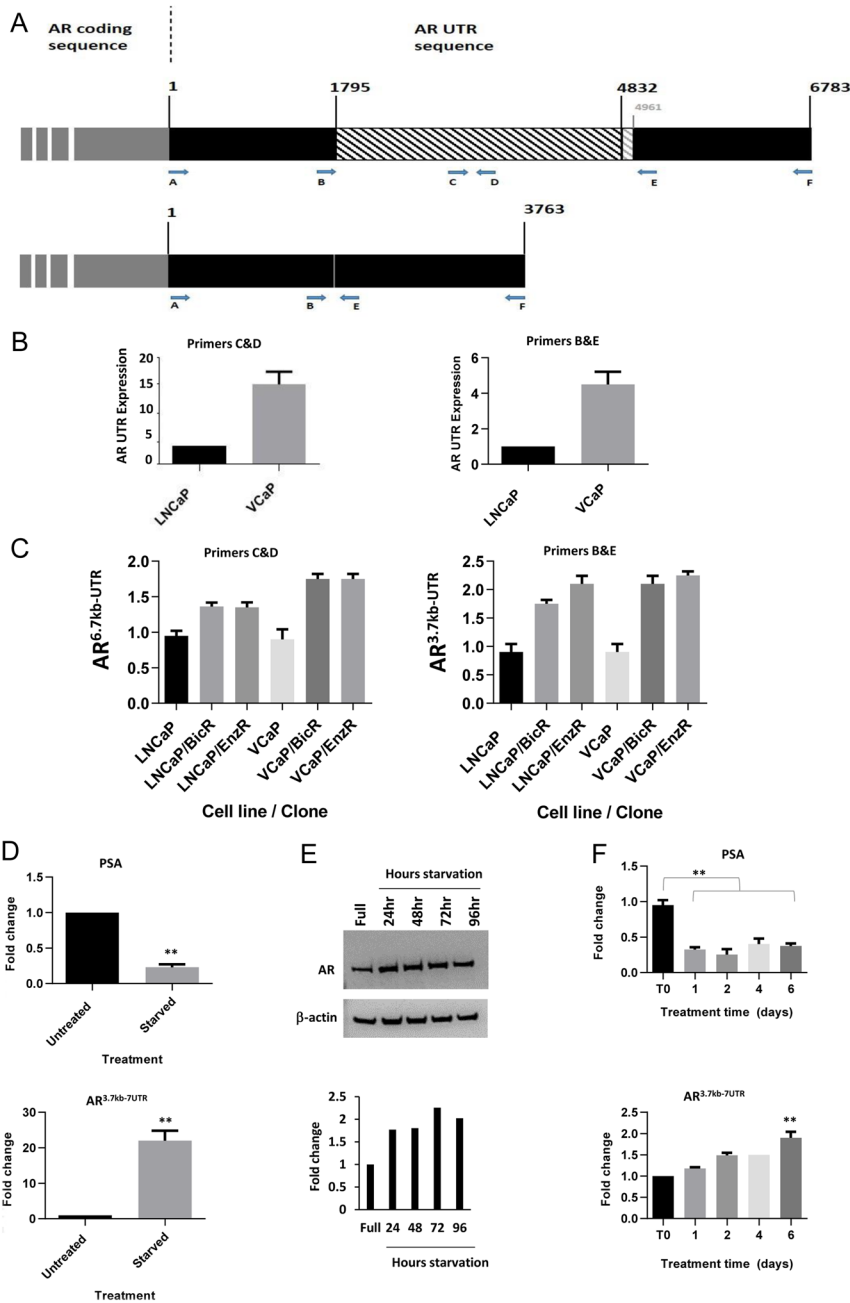 A
AR coding
sequence
AR UTR
sequence
1
1795
4832
6783
4961
A
B
C
D
E
F
1
3763
A
B
E
F
B
Primers C&D
AR UTR Expression
20
15
10
5
0
LNCaP
VCaP
Primers B&E
AR UTR Expression
6
4
2
0
LNCaP
VCaP
C
Primers C&D
AR6.7kb-UTR
2.0
1.5
1.0
0.5
0.0
LNCaP
LNCaP/BicR
LNCaP/EnzR
VCaP
VCaP/BicR
VCaP/EnzR
Cell line / Clone
Primers B&E
AR3.7kb-UTR
2.5
2.0
1.5
1.0
0.5
0.0
LNCaP
LNCaP/BicR
LNCaP/EnzR
VCaP
VCaP/BicR
VCaP/EnzR
Cell line / Clone
D
PSA
Fold change
1.5
1.0
0.5
0.0
**
Untreated
Starved
Treatment
AR3.7kb-7UTR
Fold change
30
20
10
0
**
Untreated
Starved
Treatment
E
Hours starvation
Full
24hr
48hr
72hr
96hr
AR
β-actin
Fold change
2.5
2
1.5
1
0.5
0
Full 24 48 72 96
Hours starvation
F
PSA
Fold change
1.5
1.0
0.5
0.0
**
T0 1 2 4 6
Treatment time (days)
AR3.7kb-7UTR
Fold change
2.5
2.0
1.5
1.0
0.5
0.0
**
T0 1 2 4 6
Treatment time (days)